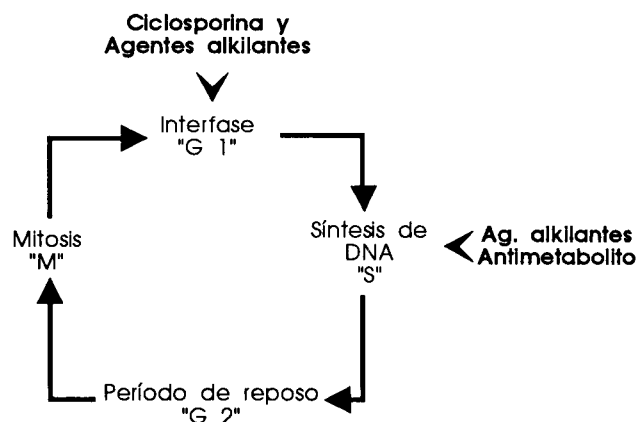 Ciclosporina y
Agentes alkilantes
Interfase
"G 1"
Síntesis de
DNA
"S"
Ag. alkilantes
Antimetabolito
Mitosis
"M"
Período de reposo
"G 2"